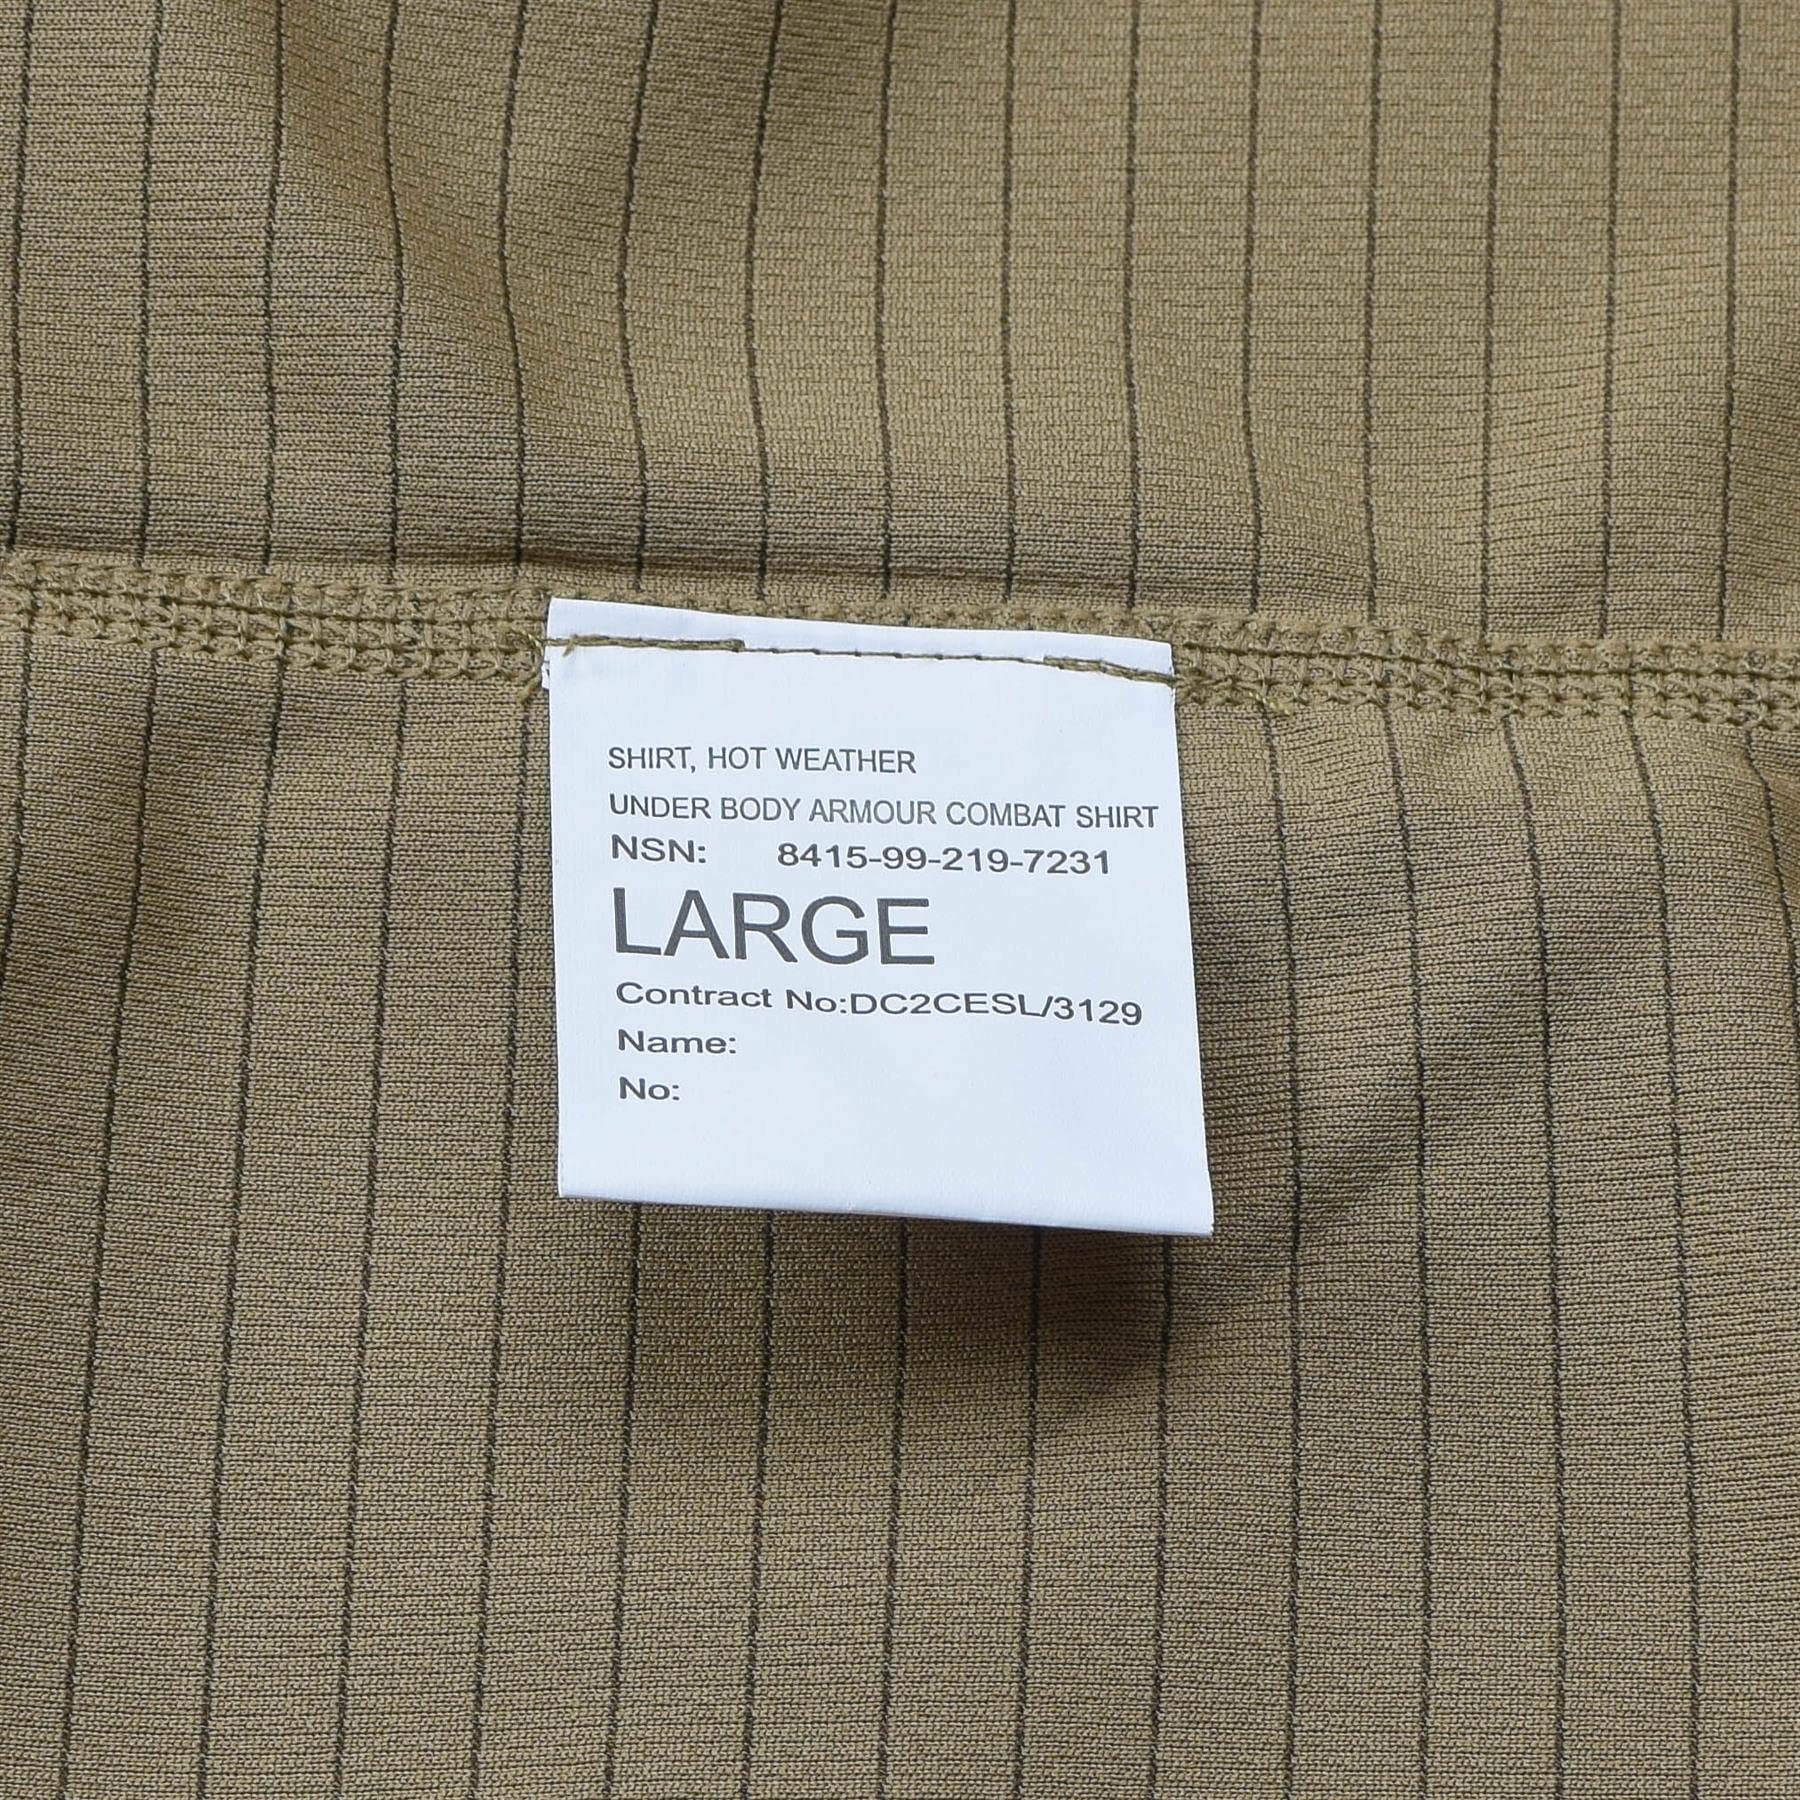 SHIRT, HOT WEATHER
UNDER BODY ARMOUR COMBAT SHIRT
NSN: 8415-99-219-7231
LARGE
Contract No:DC2CESL/3129
Name:
No: